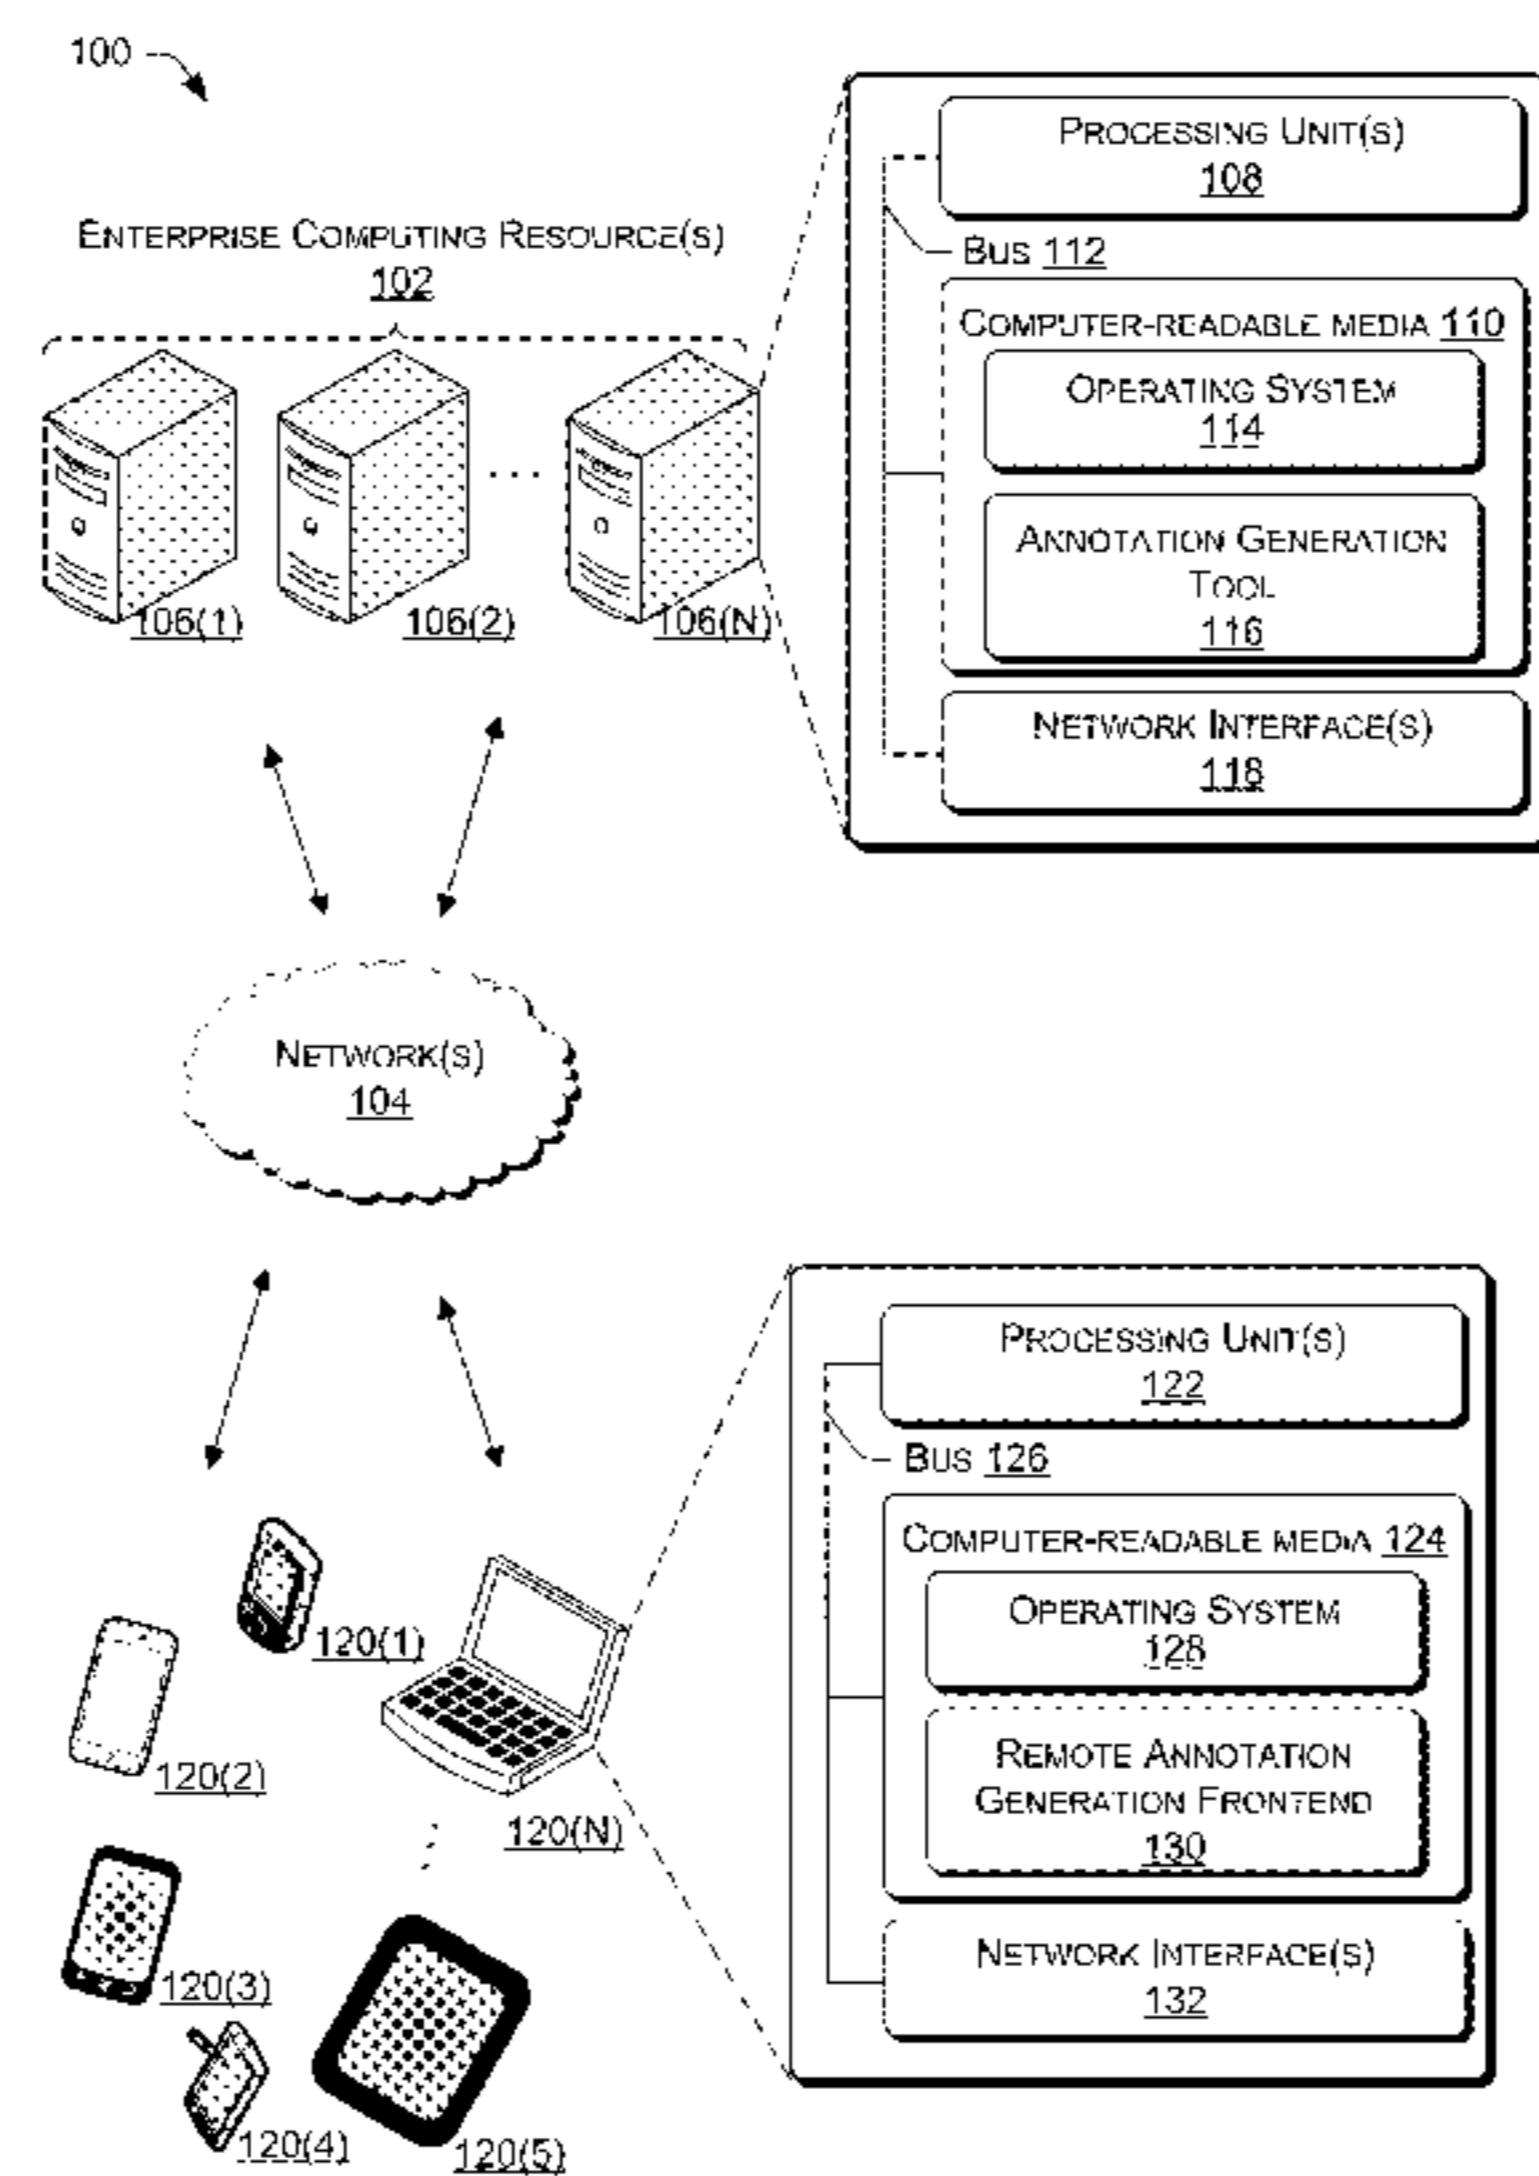 100
ENTERPRISE COMPUTING RESOURCE(S)
102
106(1)
106(2)
...
106(N)
PROCESSING UNIT(S)
108
BUS 112
COMPUTER-READABLE MEDIA 110
OPERATING SYSTEM
114
ANNOTATION GENERATION
TOOL
116
NETWORK INTERFACE(S)
118
NETWORK(S)
104
120(1)
120(2)
120(N)
120(3)
120(4)
120(5)
PROCESSING UNIT(S)
122
BUS 126
COMPUTER-READABLE MEDIA 124
OPERATING SYSTEM
128
REMOTE ANNOTATION
GENERATION FRONTEND
130
NETWORK INTERFACE(S)
132